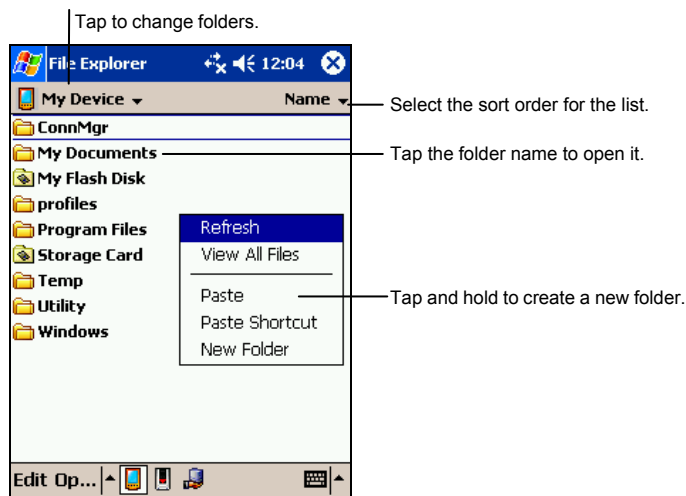 Tap to change folders.
File Explorer 12:04
My Device Name
Select the sort order for the list.
ConnMgr
My Documents
Tap the folder name to open it.
My Flash Disk
profiles
Program Files
Storage Card
Temp
Utility
Windows
Refresh
View All Files
Paste
Tap and hold to create a new folder.
Paste Shortcut
New Folder
Edit Op...